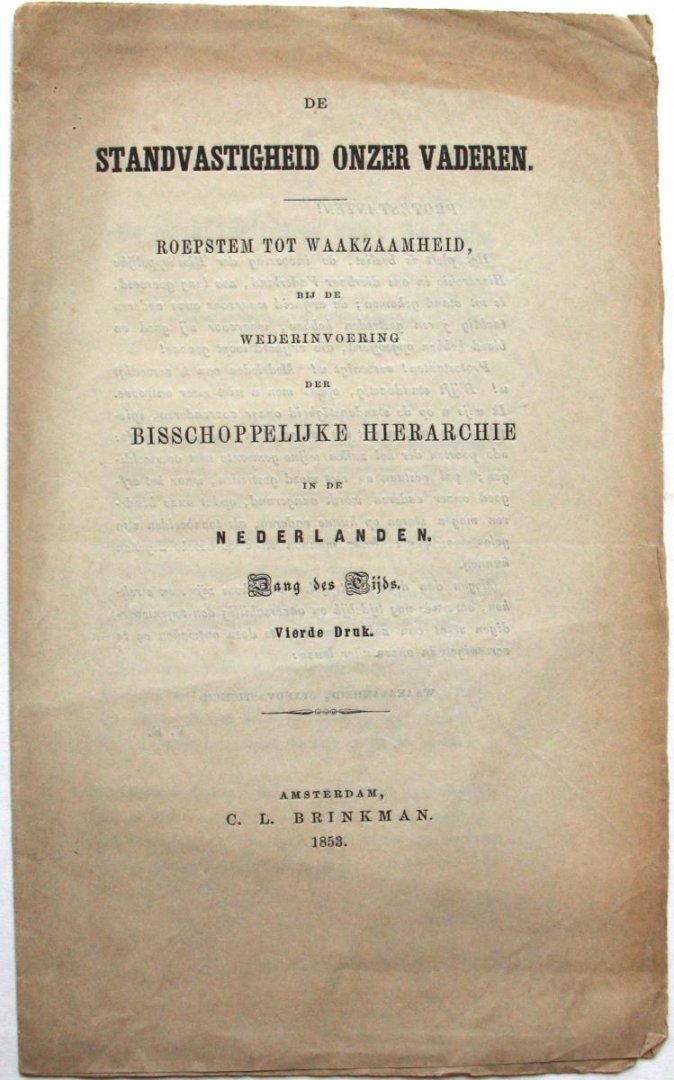 DE
STANDVASTIGHEID ONZER VADEREN.
ROEPSTEM TOT WAAKZAAMHEID,
BIJ DE
WEDERINVOERING
DER
BISSCHOPPELIJKE HIERARCHIE
IN DE
NEDERLANDEN.
Zang des Tijds.
Vierde Druk.
AMSTERDAM,
C. L. BRINKMAN.
1853.